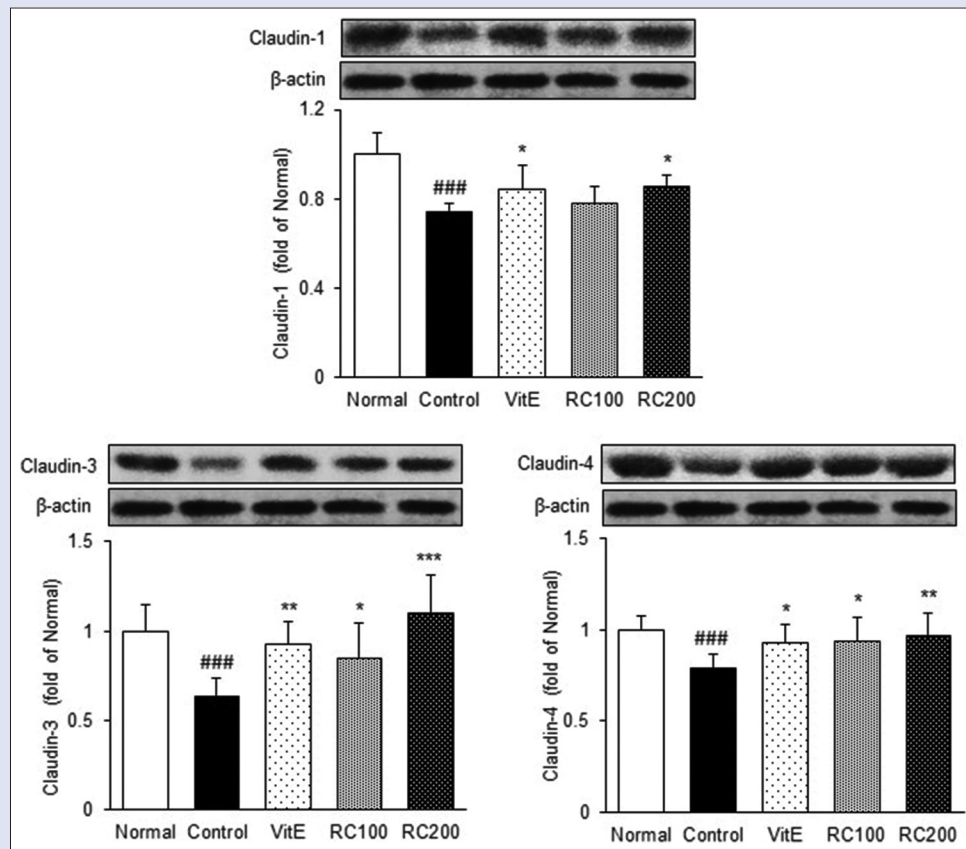 Claudin-1
β-actin
Claudin-1 (fold of Normal)
1.2
0.8
0.4
0
###
*
*
Normal Control VitE RC100 RC200
Claudin-3
β-actin
Claudin-3 (fold of Normal)
1.5
1
0.5
0
###
**
*
***
Normal Control VitE RC100 RC200
Claudin-4
β-actin
Claudin-4 (fold of Normal)
1.5
1
0.5
0
###
*
*
**
Normal Control VitE RC100 RC200